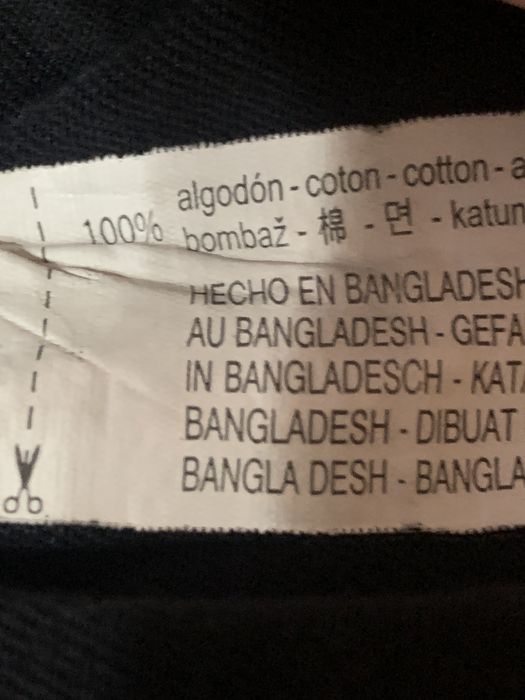 100% algodón - coton - cotton - a
bombaž - 棉 - 면 - katun
HECHO EN BANGLADESH
AU BANGLADESH - GEFA
IN BANGLADESCH - KATA
BANGLADESH - DIBUAT
BANGLA DESH - BANGLA